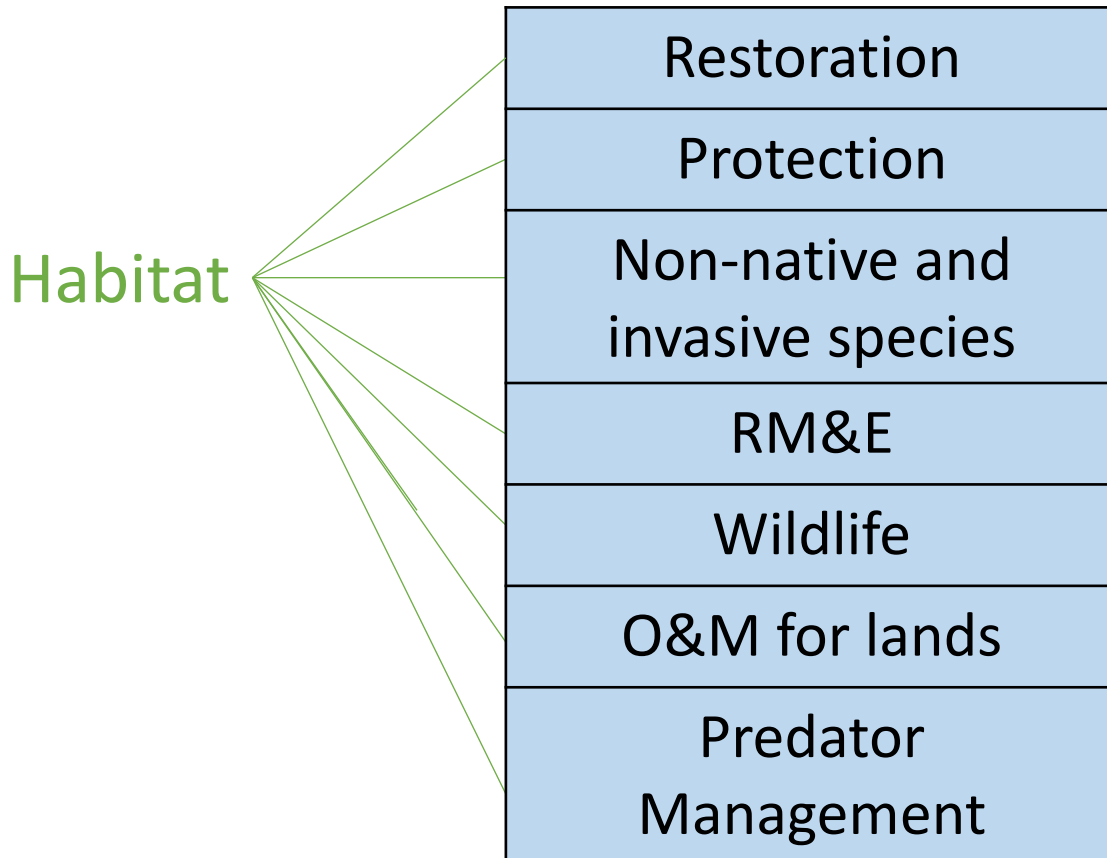 Restoration
Protection
Habitat
Non-native and
invasive species
RM&E
Wildlife
O&M for lands
Predator
Management